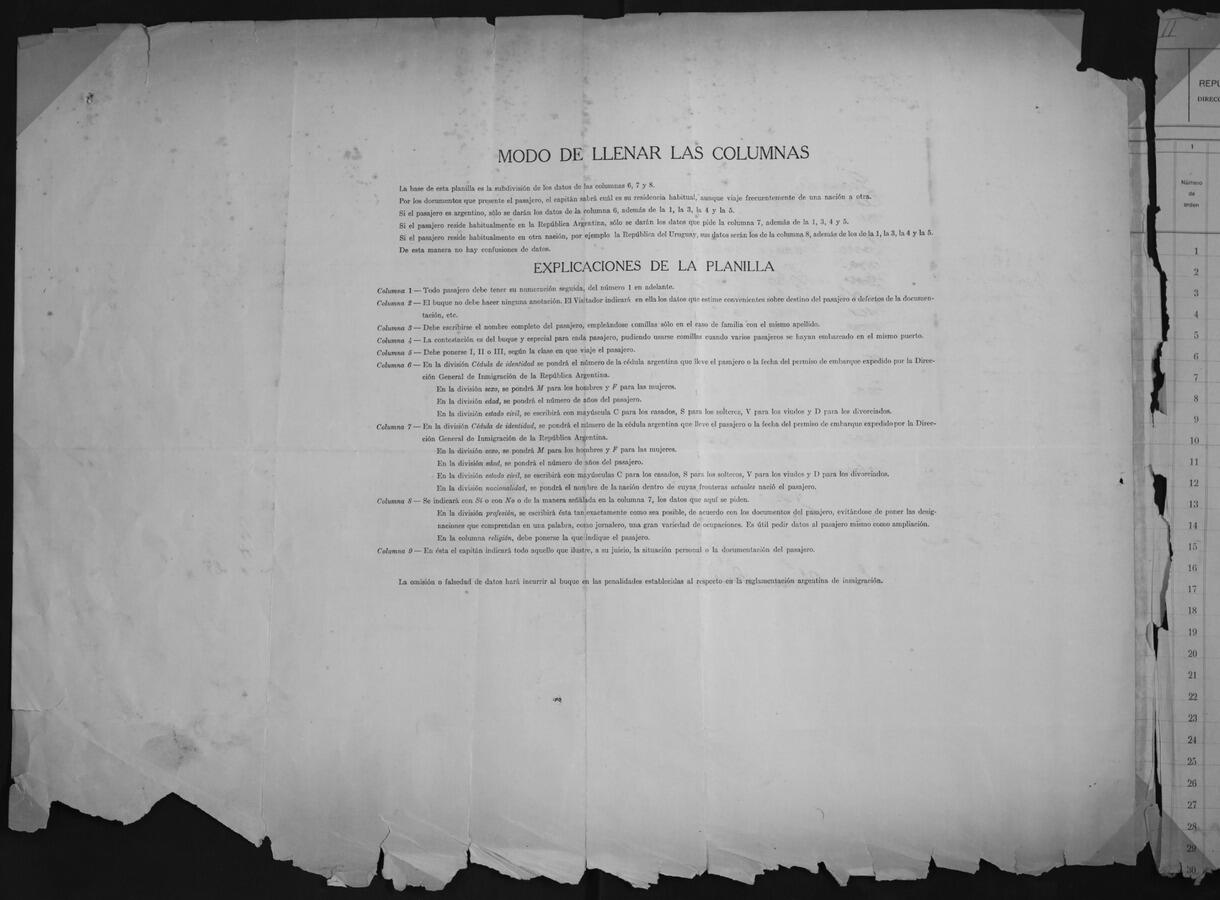 MODO DE LLENAR LAS COLUMNAS
La base de esta planilla es la subdivisión de los datos de las columnas 6, 7 y 8.
Por los documentos que presente el pasajero, el capitán sabrá cuál es su residencia habitual, aunque viaje frecuentemente de una nación a otra.
Si el pasajero es argentino, sólo se darán los datos de la columna 6, además de la 1, la 3, la 4 y la 5.
Si el pasajero reside habitualmente en la República Argentina, sólo se darán los datos que pide la columna 7, además de la 1, 3, 4 y 5.
Si el pasajero reside habitualmente en otra nación, por ejemplo la República del Uruguay, sus datos serán los de la columna 8, además de los de la 1, la 3, la 4 y la 5.
De esta manera no hay confusiones de datos.
EXPLICACIONES DE LA PLANILLA
Columna 1 — Todo pasajero debe tener su numeración seguida, del número 1 en adelante.
Columna 2 — El buque no debe hacer ninguna anotación. El Visitador indicará en ella los datos que estime convenientes sobre destino del pasajero o defectos de la documen-
tación, etc.
Columna 3 — Debe escribirse el nombre completo del pasajero, empleándose comillas sólo en el caso de familia con el mismo apellido.
Columna 4 — La contestación es del buque y especial para cada pasajero, pudiendo usarse comillas cuando varios pasajeros se hayan embarcado en el mismo puerto.
Columna 5 — Debe ponerse I, II o III, según la clase en que viaje el pasajero.
Columna 6 — En la división Cédula de identidad se pondrá el número de la cédula argentina que lleve el pasajero o la fecha del permiso de embarque expedido por la Direc-
ción General de Inmigración de la República Argentina.
En la división sexo, se pondrá M para los hombres y F para las mujeres.
En la división edad, se pondrá el número de años del pasajero.
En la división estado civil, se escribirá con mayúscula C para los casados, S para los solteros, V para los viudos y D para los divorciados.
Columna 7 — En la división Cédula de identidad, se pondrá el número de la cédula argentina que lleve el pasajero o la fecha del permiso de embarque expedido por la Direc-
ción General de Inmigración de la República Argentina.
En la división sexo, se pondrá M para los hombres y F para las mujeres.
En la división edad, se pondrá el número de años del pasajero.
En la división estado civil, se escribirá con mayúsculas C para los casados, S para los solteros, V para los viudos y D para los divorciados.
En la división nacionalidad, se pondrá el nombre de la nación dentro de cuyas fronteras actuales nació el pasajero.
Columna 8 — Se indicará con Sí o con No o de la manera señalada en la columna 7, los datos que aquí se piden.
En la división profesión, se escribirá ésta tan exactamente como sea posible, de acuerdo con los documentos del pasajero, evitándose de poner las desig-
naciones que comprendan en una palabra, como jornalero, una gran variedad de ocupaciones. Es útil pedir datos al pasajero mismo como ampliación.
En la columna religión, debe ponerse la que indique el pasajero.
Columna 9 — En ésta el capitán indicará todo aquello que ilustre, a su juicio, la situación personal o la documentación del pasajero.
La omisión o falsedad de datos hará incurrir al buque en las penalidades establecidas al respecto en la reglamentación argentina de inmigración.
II
REPU
DIRECC
1
Número
de
orden
1
2
3
4
5
6
7
8
9
10
11
12
13
14
15
16
17
18
19
20
21
22
23
24
25
26
27
28
29
30